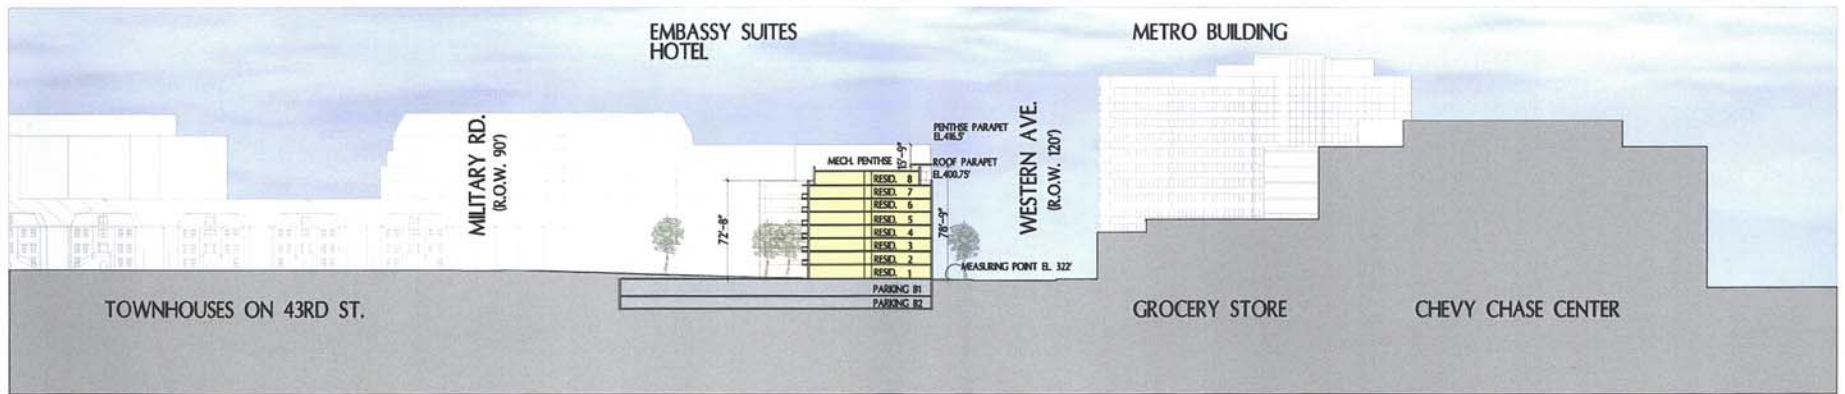 EMBASSY SUITES
HOTEL
METRO BUILDING
MILITARY RD.
(R.O.W. 90')
WESTERN AVE.
(R.O.W. 120')
PENTHSE PARAPET
EL.416.5'
15'-9"
MECH. PENTHSE
ROOF PARAPET
EL.400.75'
RESID. 8
RESID. 7
RESID. 6
RESID. 5
RESID. 4
RESID. 3
RESID. 2
RESID. 1
72'-8"
78'-9"
MEASURING POINT EL. 322'
PARKING B1
PARKING B2
TOWNHOUSES ON 43RD ST.
GROCERY STORE
CHEVY CHASE CENTER